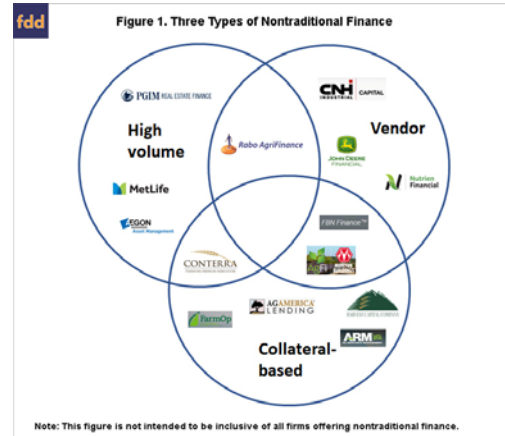 fdd
Figure 1. Three Types of Nontraditional Finance
PGIM REAL ESTATE FINANCE
CNH
INDUSTRIAL
CAPITAL
High
volume
Rabo AgriFinance
Vendor
JOHN DEERE
FINANCIAL
Nutrien
Financial
MetLife
FBN Finance
AEGON
Asset Management
CONTERRA
AGAMERICA
LENDING
FarmOp
ARM
Collateral-
based
Note: This figure is not intended to be inclusive of all firms offering nontraditional finance.